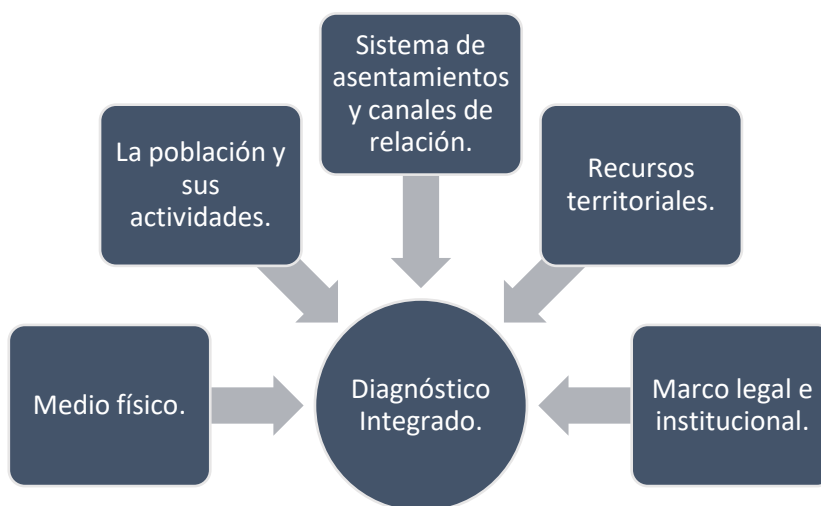 Sistema de
asentamientos
y canales de
relación.
La población y
sus
actividades.
Recursos
territoriales.
Medio físico.
Diagnóstico
Integrado.
Marco legal e
institucional.